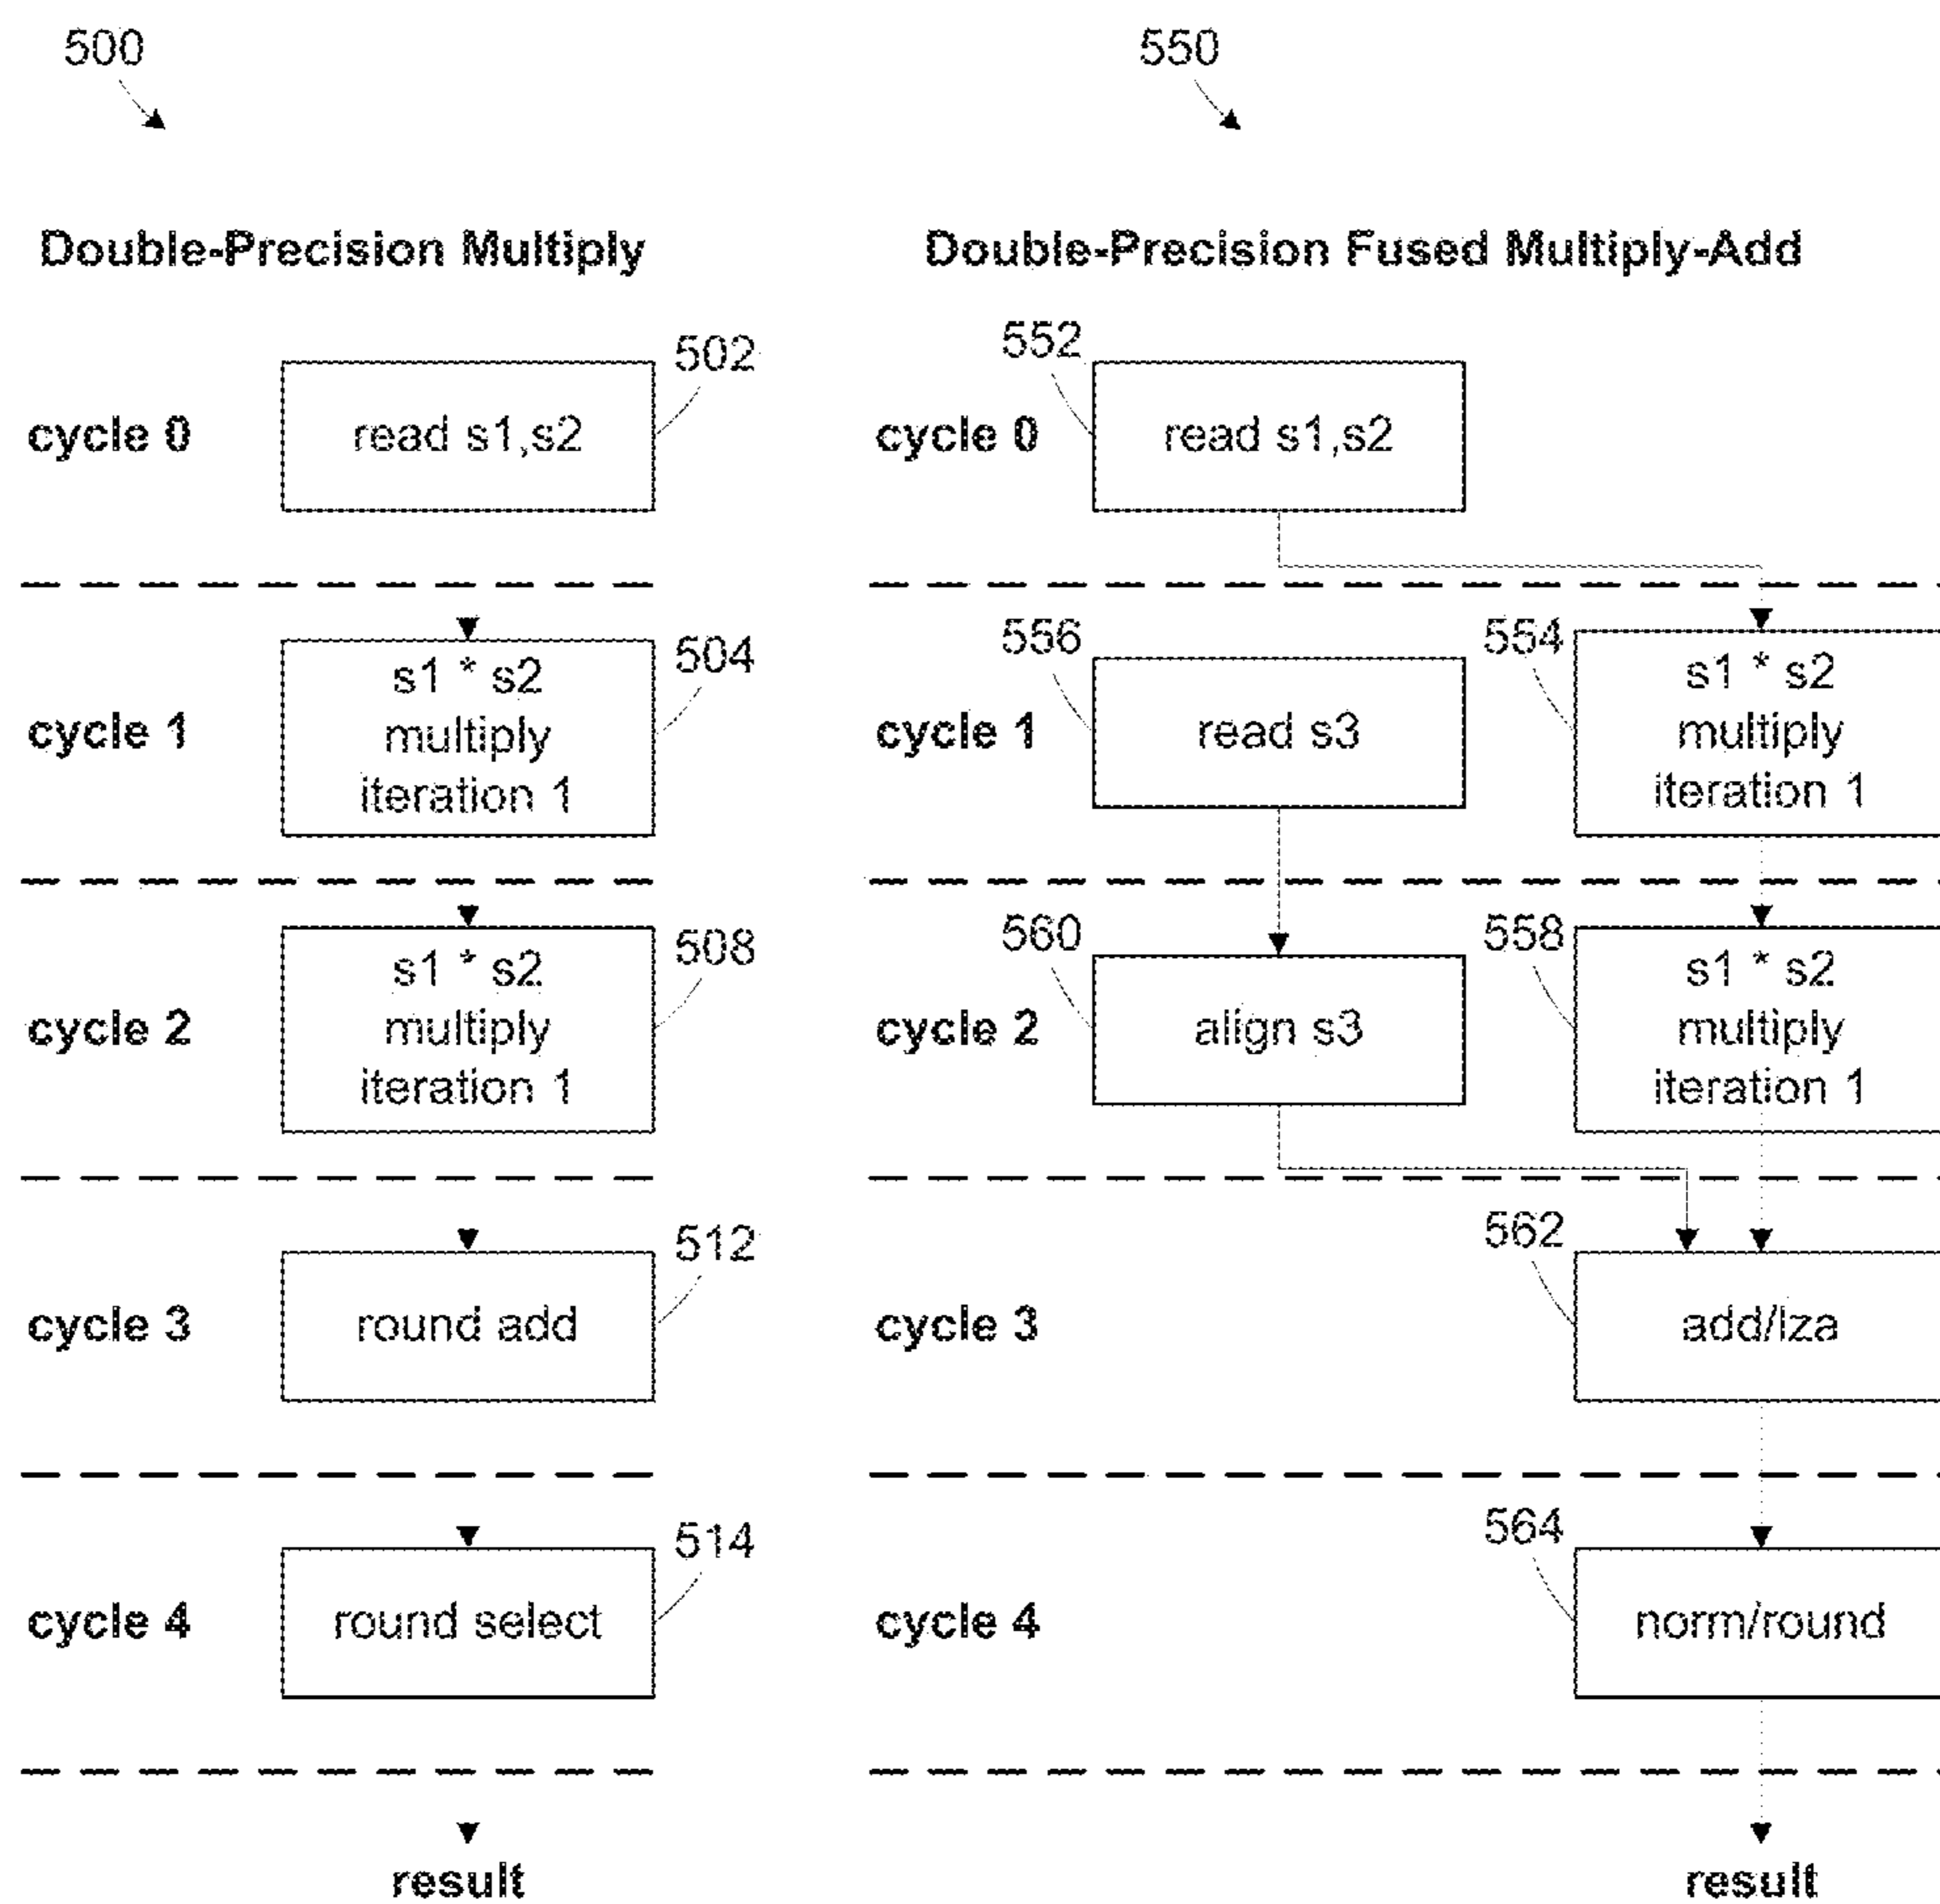 500
550
Double-Precision Multiply
Double-Precision Fused Multiply-Add
502
552
cycle 0
read s1,s2
cycle 0
read s1,s2
504
556
554
cycle 1
s1 * s2
multiply
iteration 1
cycle 1
read s3
s1 * s2
multiply
iteration 1
508
560
558
cycle 2
s1 * s2
multiply
iteration 1
cycle 2
align s3
s1 * s2
multiply
iteration 1
512
562
cycle 3
round add
cycle 3
add/lza
514
564
cycle 4
round select
cycle 4
norm/round
result
result